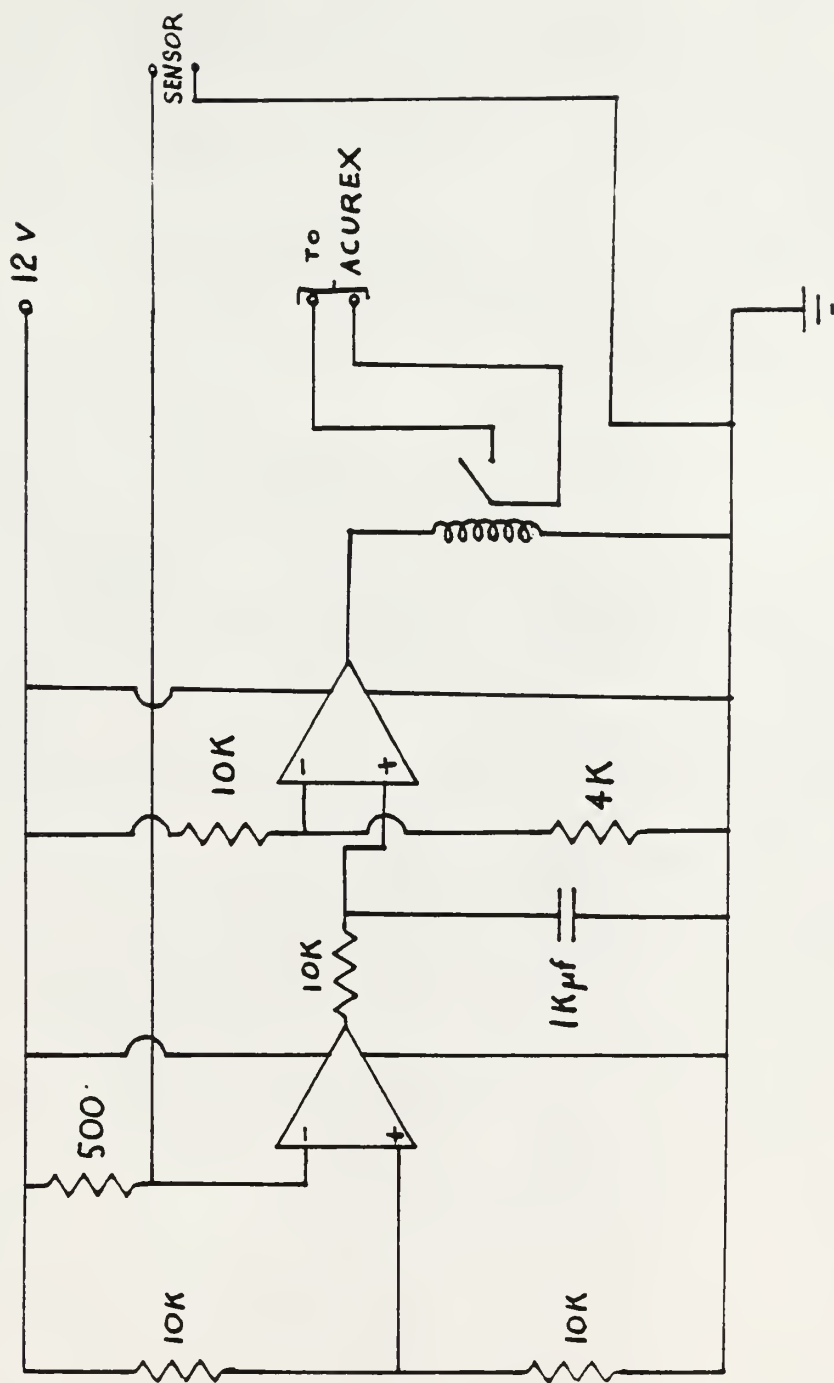 12 V
SENSOR
TO
ACUREX
500
10K
10K
10K
-
+
-
+
1Kμf
4K
10K